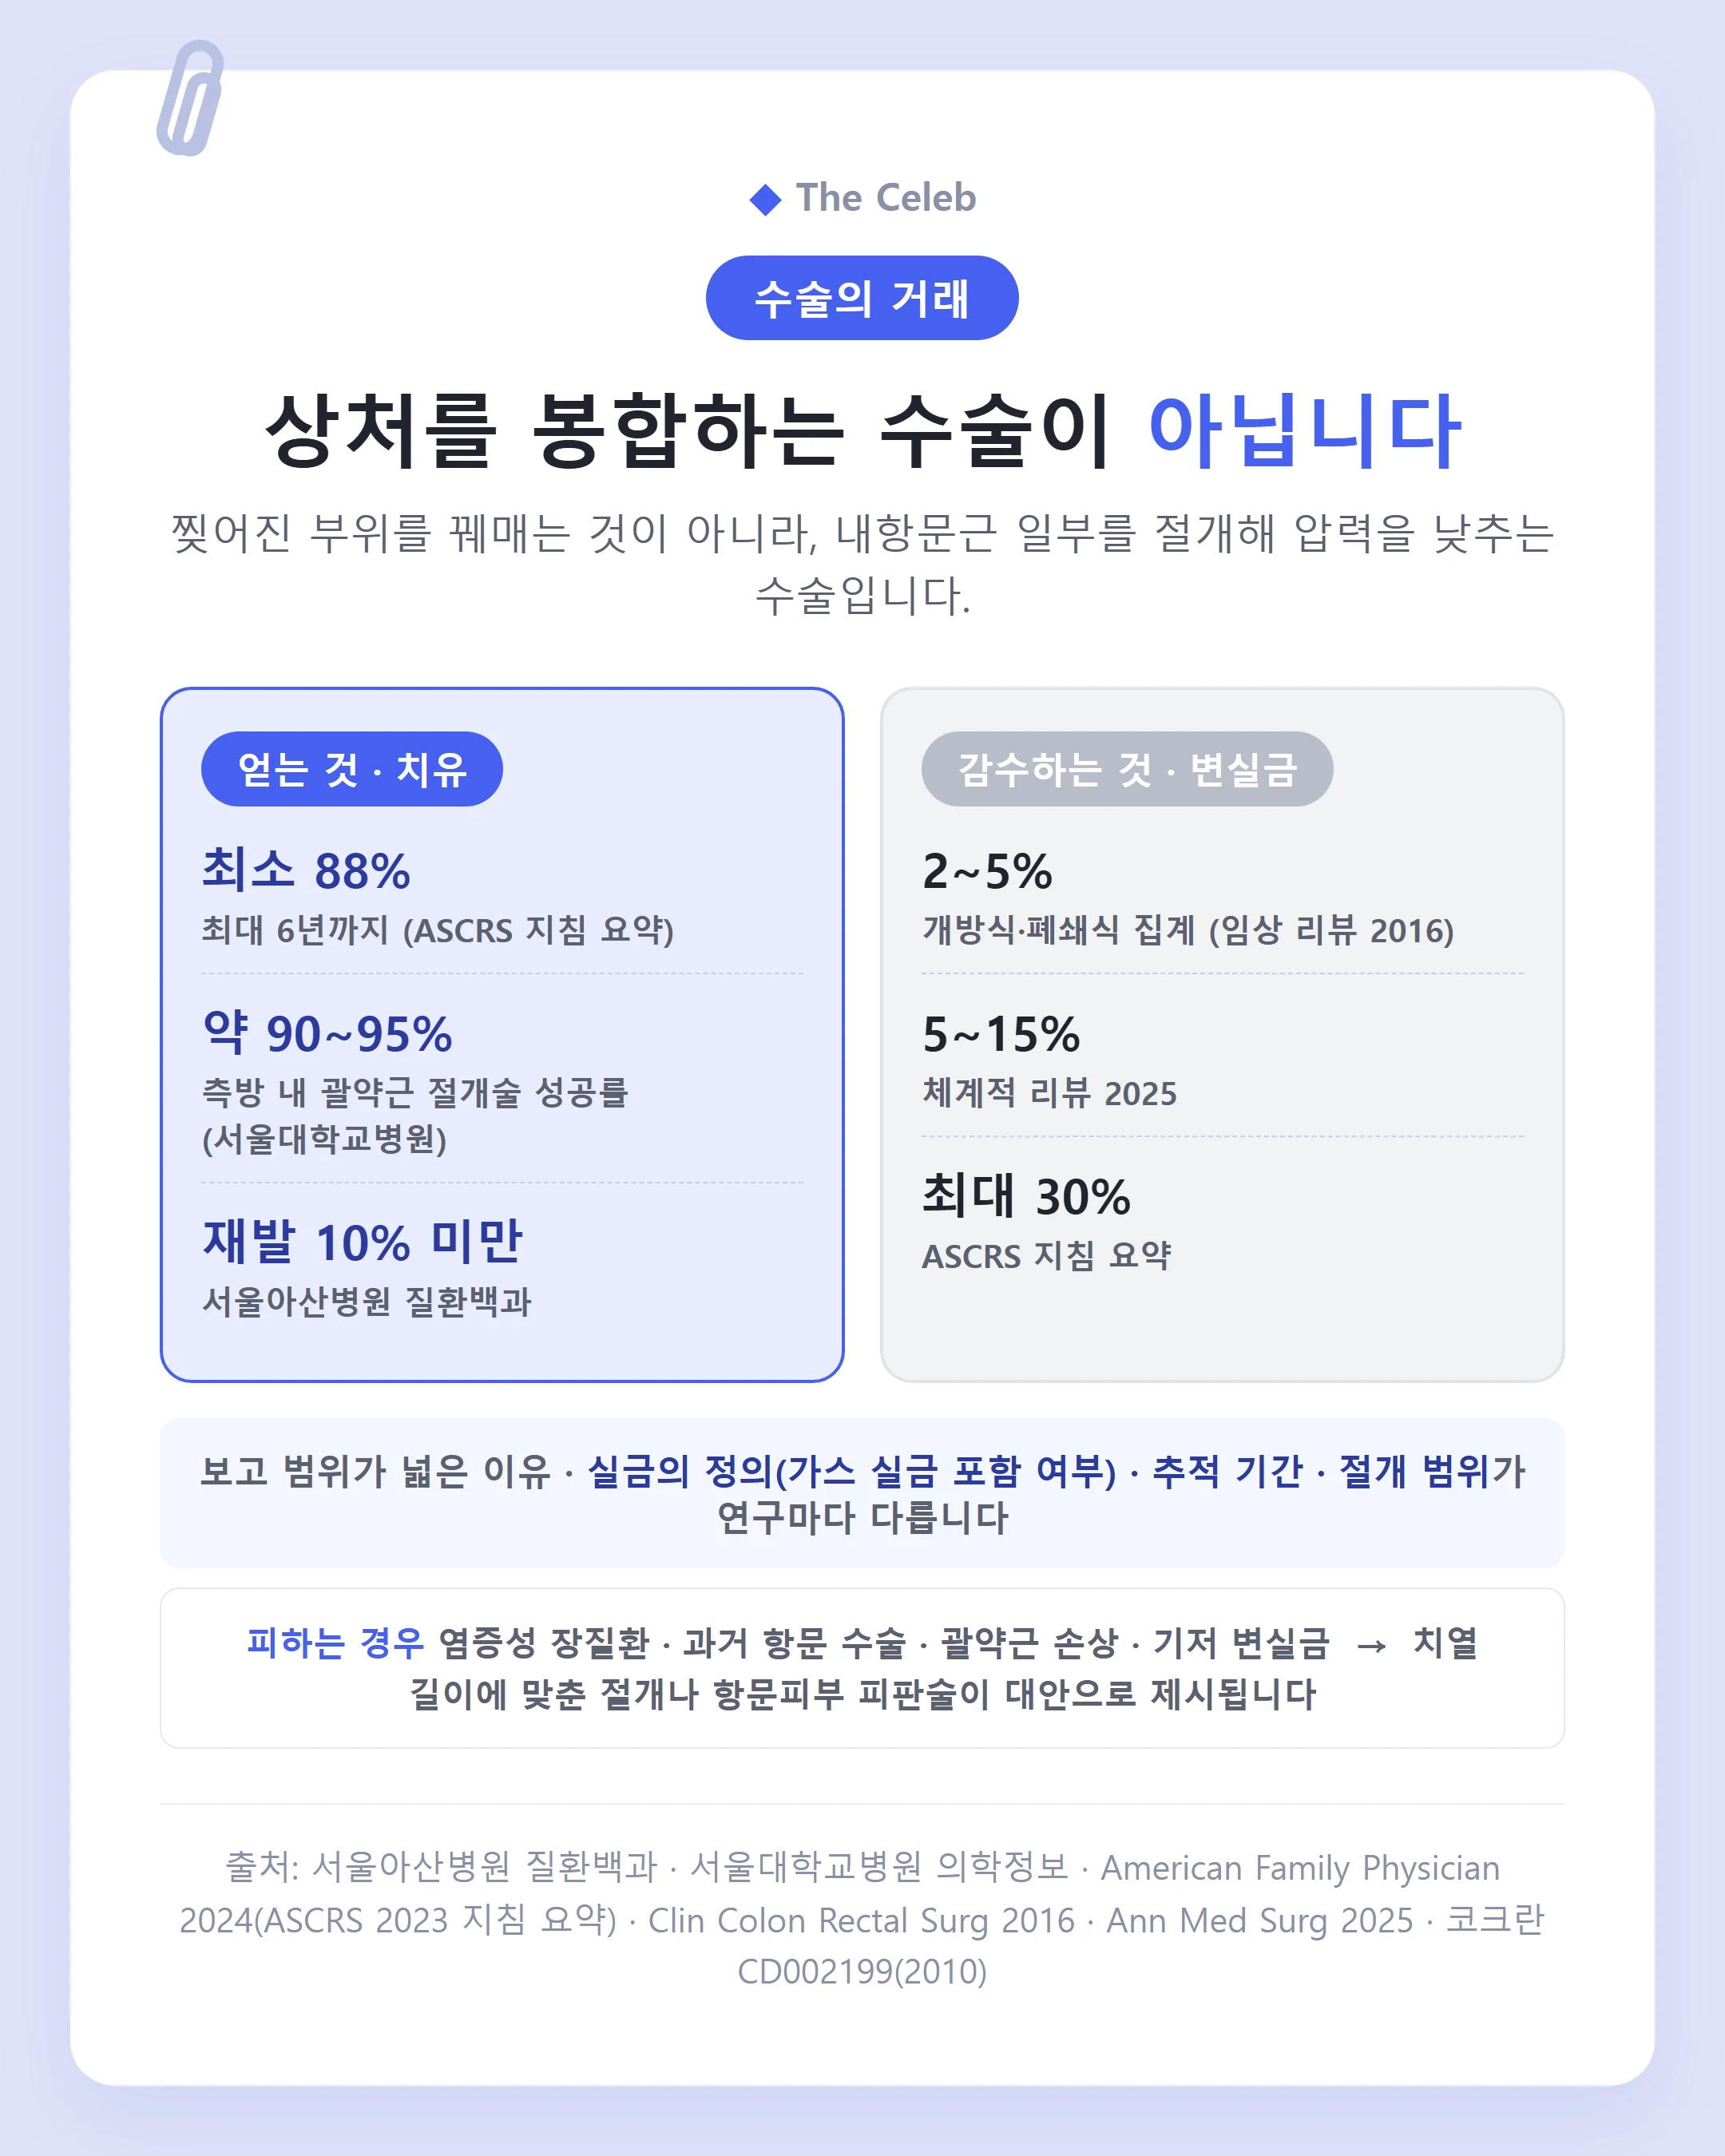 The Celeb
수술의 거래
상처를 봉합하는 수술이 아닙니다
찢어진 부위를 꿰매는 것이 아니라, 내항문근 일부를 절개해 압력을 낮추는
수술입니다.
얻는 것 · 치유
최소 88%
최대 6년까지 (ASCRS 지침 요약)
약 90~95%
측방 내 괄약근 절개술 성공률
(서울대학교병원)
재발 10% 미만
서울아산병원 질환백과
감수하는 것 · 변실금
2~5%
개방식·폐쇄식 집계 (임상 리뷰 2016)
5~15%
체계적 리뷰 2025
최대 30%
ASCRS 지침 요약
보고 범위가 넓은 이유 · 실금의 정의(가스 실금 포함 여부) · 추적 기간 · 절개 범위가
연구마다 다릅니다
피하는 경우 염증성 장질환 · 과거 항문 수술 · 괄약근 손상 · 기저 변실금 → 치열
길이에 맞춘 절개나 항문피부 피판술이 대안으로 제시됩니다
출처: 서울아산병원 질환백과 · 서울대학교병원 의학정보 · American Family Physician
2024(ASCRS 2023 지침 요약) · Clin Colon Rectal Surg 2016 · Ann Med Surg 2025 · 코크란
CD002199(2010)